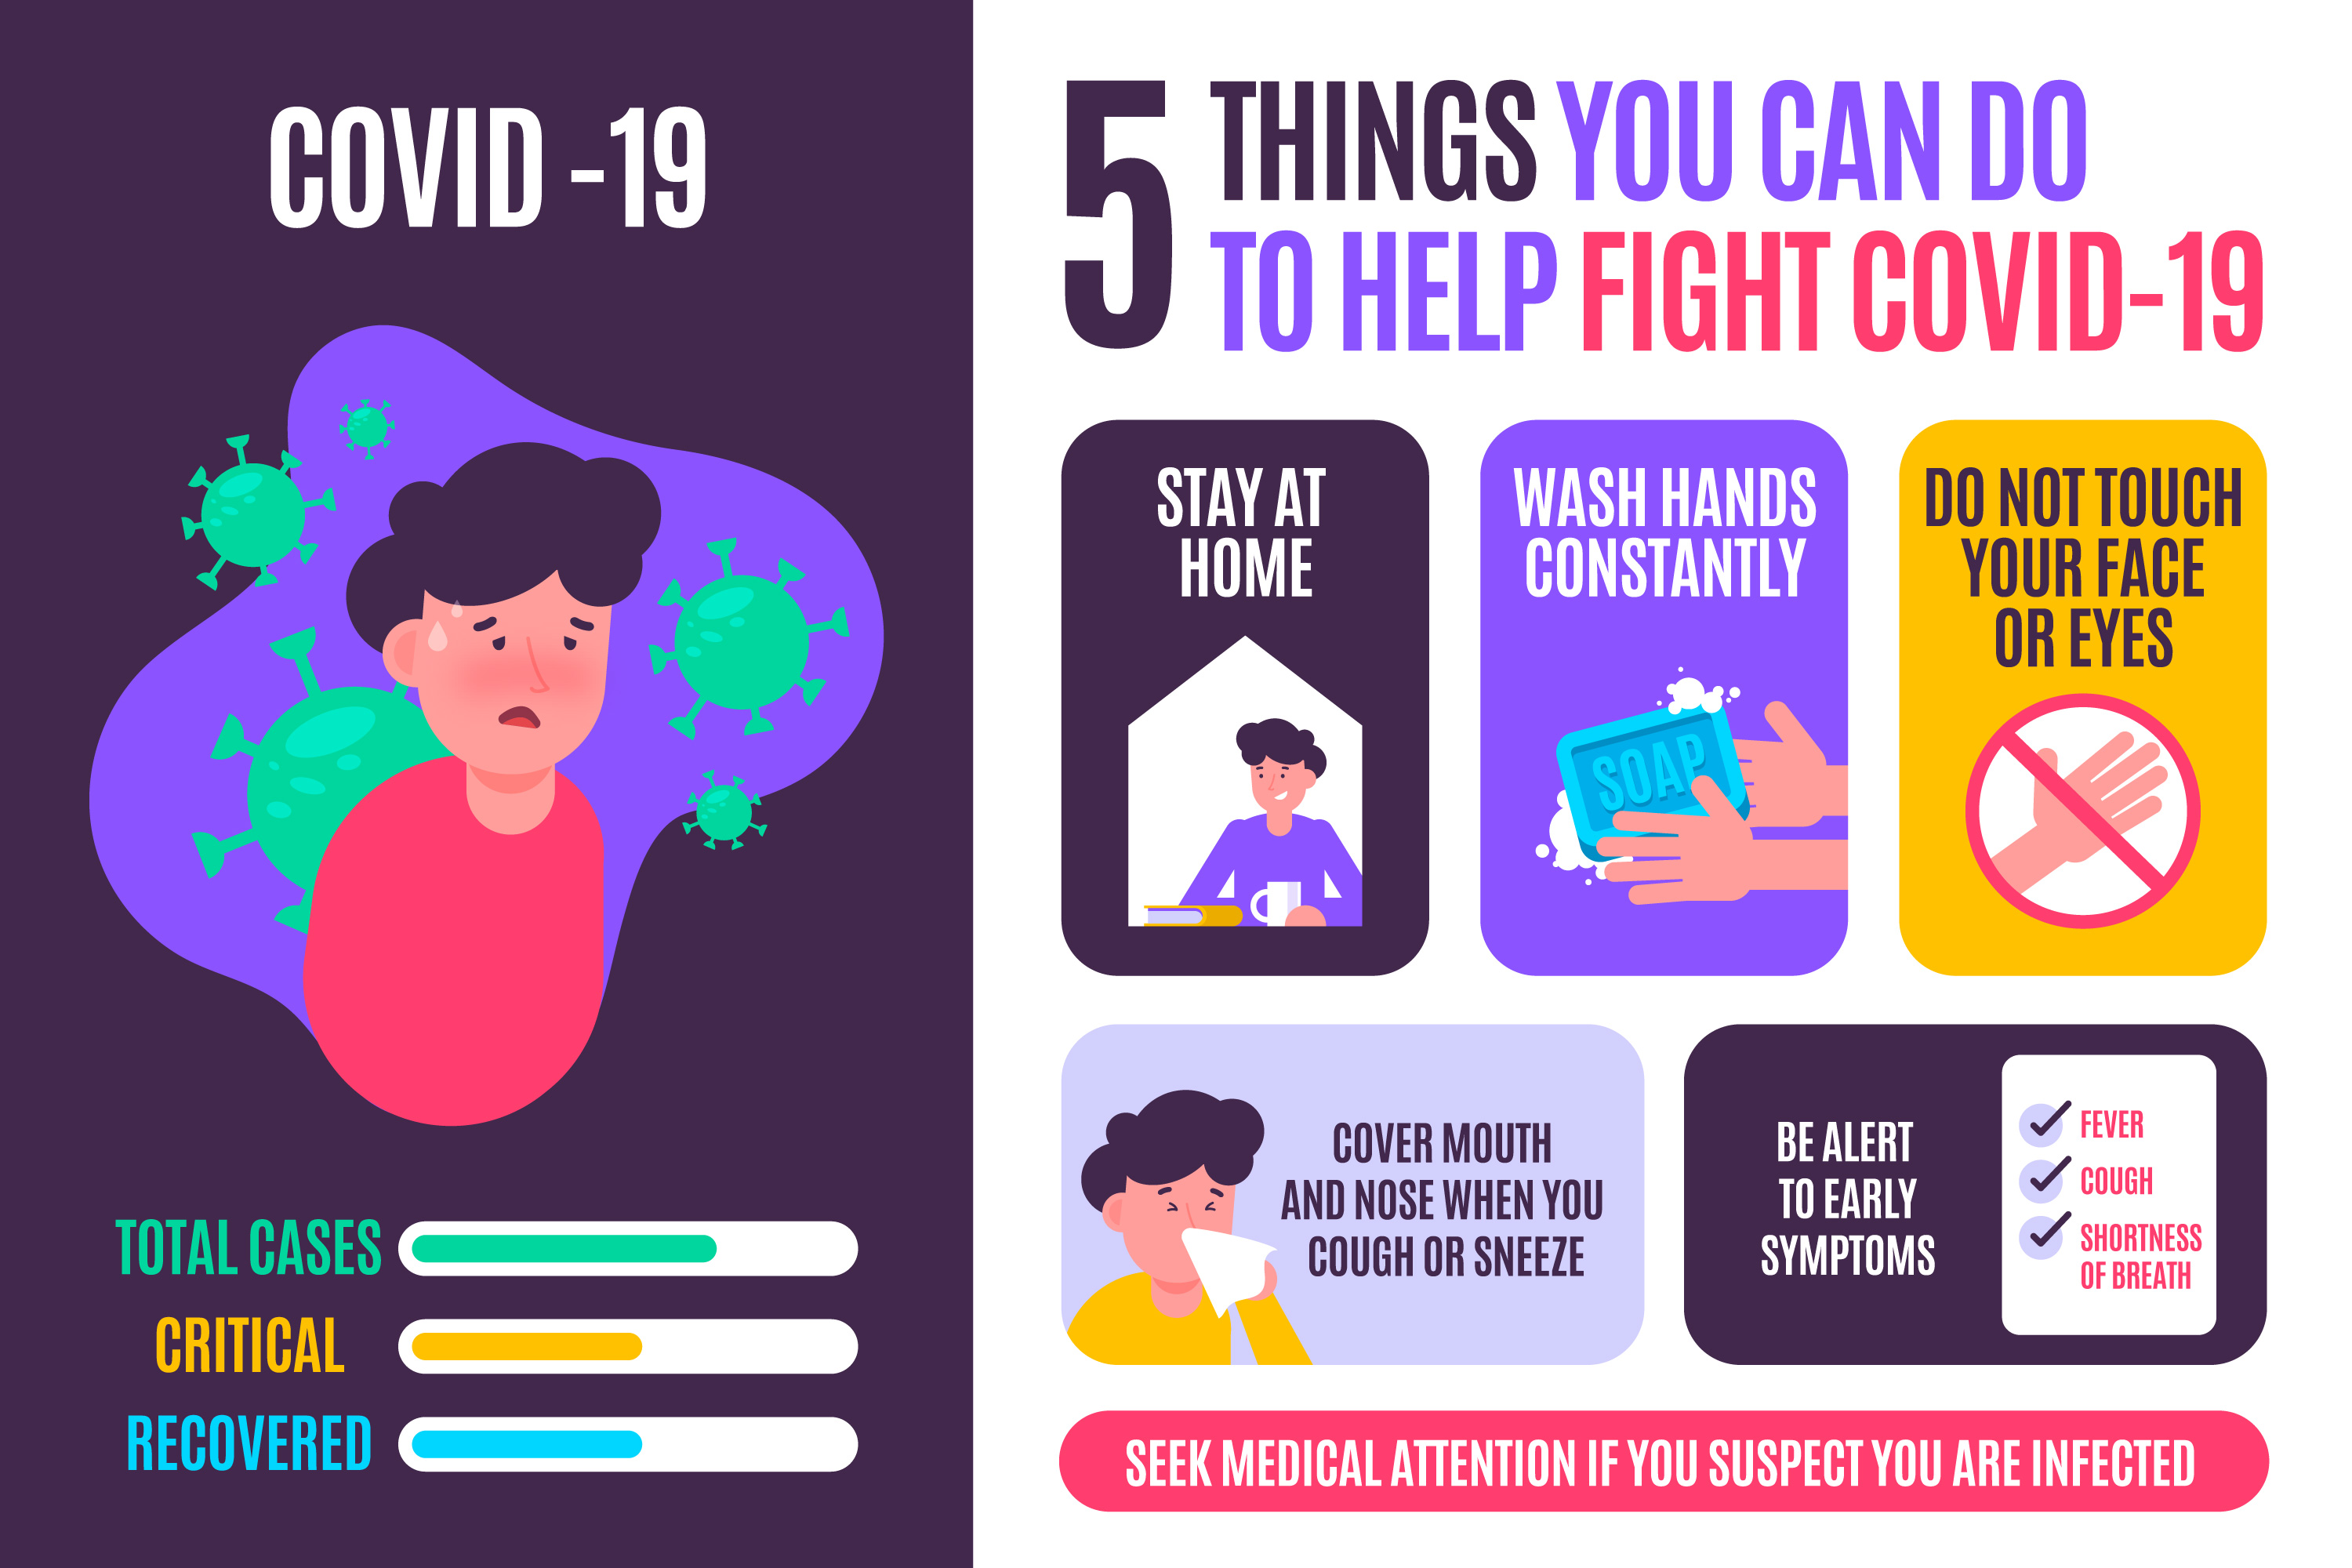 COVID -19
TOTAL CASES
CRITICAL
RECOVERED
5 THINGS YOU CAN DO
TO HELP FIGHT COVID-19
STAY AT
HOME
WASH HANDS
CONSTANTLY
SOAP
DO NOT TOUCH
YOUR FACE
OR EYES
COVER MOUTH
AND NOSE WHEN YOU
COUGH OR SNEEZE
BE ALERT
TO EARLY
SYMPTOMS
FEVER
COUGH
SHORTNESS
OF BREATH
SEEK MEDICAL ATTENTION IF YOU SUSPECT YOU ARE INFECTED